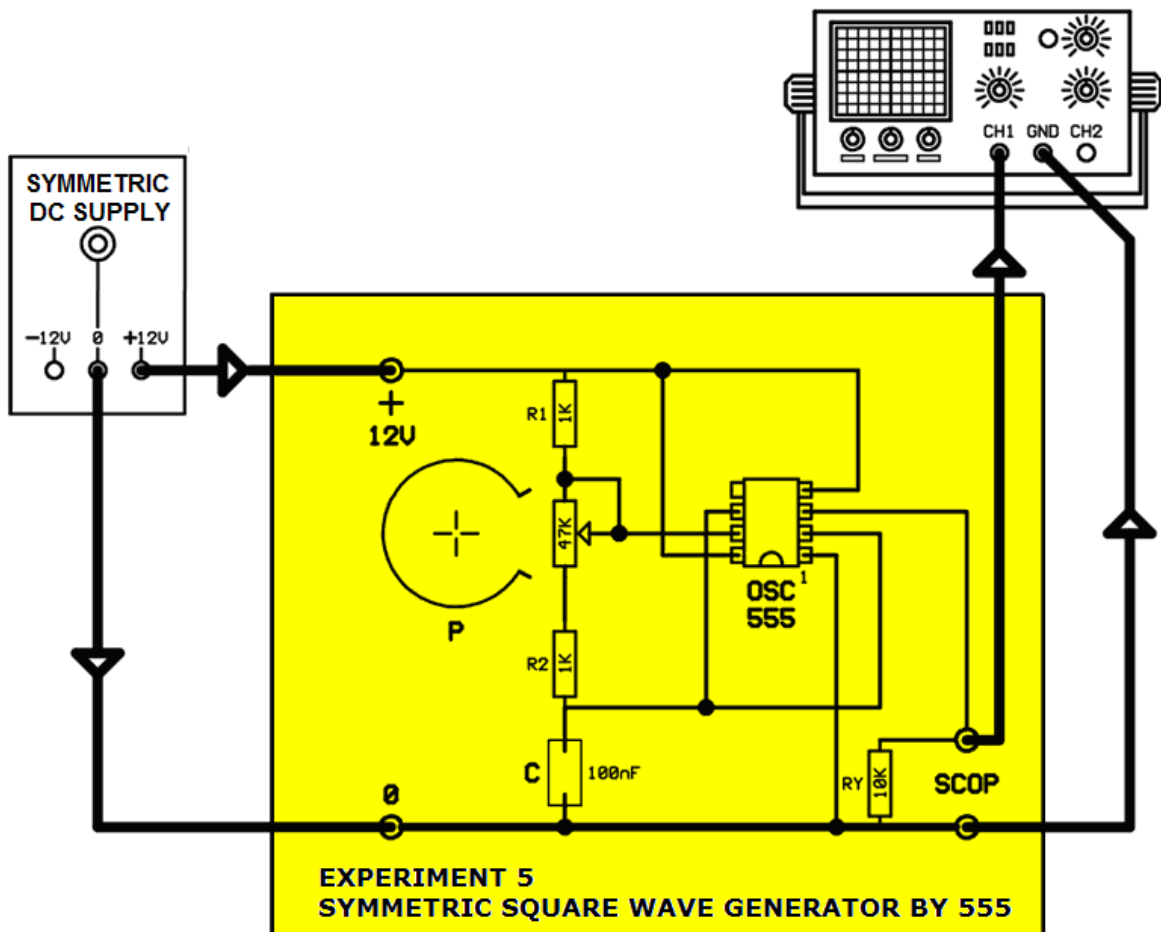 CH1 GND CH2
SYMMETRIC
DC SUPPLY
-12V 0 +12V
+
12V
R1 1K
47K
P
OSC
555
1
R2 1K
C 100nF
0
RY 10K
SCOP
EXPERIMENT 5
SYMMETRIC SQUARE WAVE GENERATOR BY 555